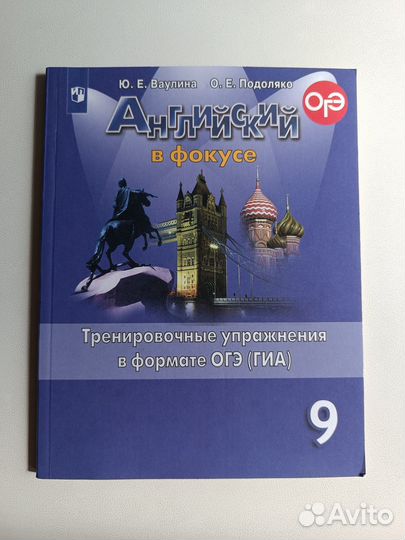 Ю. Е. Ваулина О. Е. Подоляко
Английский
в фокусе
ОГЭ
Тренировочные упражнения
в формате ОГЭ (ГИА)
9
Avito